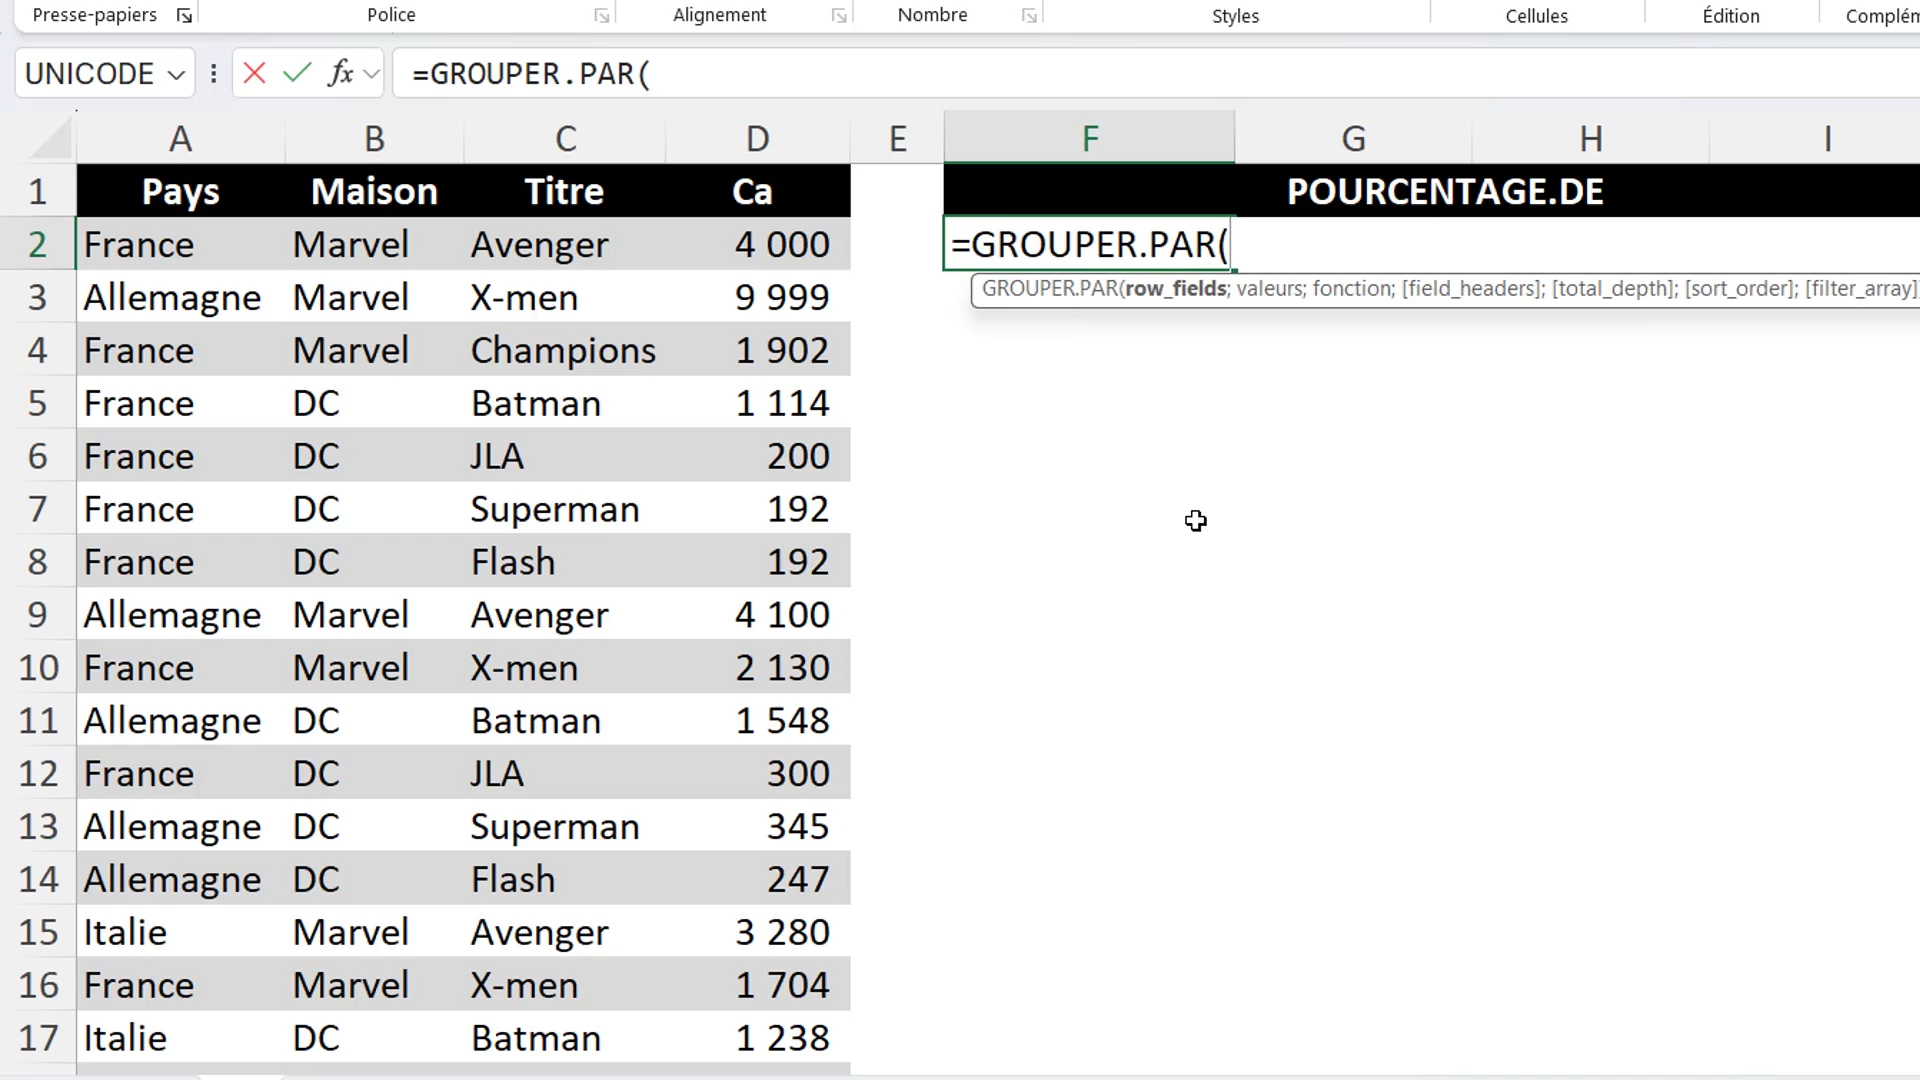 Presse-papiers Police Alignement Nombre Styles Cellules Édition Complém
UNICODE fx =GROUPER.PAR(
A B C D E F G H I
1 Pays Maison Titre Ca POURCENTAGE.DE
2 France Marvel Avenger 4 000 =GROUPER.PAR(
GROUPER.PAR(row_fields; valeurs; fonction; [field_headers]; [total_depth]; [sort_order]; [filter_array]
3 Allemagne Marvel X-men 9 999
4 France Marvel Champions 1 902
5 France DC Batman 1 114
6 France DC JLA 200
7 France DC Superman 192
8 France DC Flash 192
9 Allemagne Marvel Avenger 4 100
10 France Marvel X-men 2 130
11 Allemagne DC Batman 1 548
12 France DC JLA 300
13 Allemagne DC Superman 345
14 Allemagne DC Flash 247
15 Italie Marvel Avenger 3 280
16 France Marvel X-men 1 704
17 Italie DC Batman 1 238